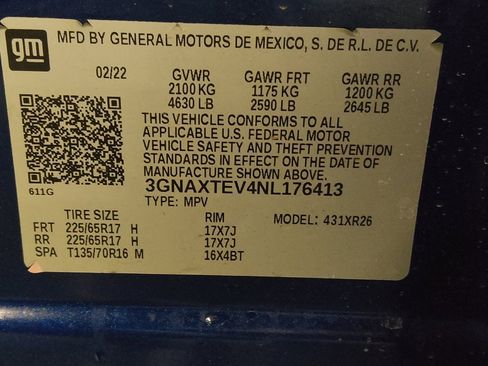 gm
MFD BY GENERAL MOTORS DE MEXICO, S. DE R.L. DE C.V.
02/22 GVWR GAWR FRT GAWR RR
2100 KG 1175 KG 1200 KG
4630 LB 2590 LB 2645 LB
THIS VEHICLE CONFORMS TO ALL
APPLICABLE U.S. FEDERAL MOTOR
VEHICLE SAFETY AND THEFT PREVENTION
STANDARDS IN EFFECT ON THE DATE OF
MANUFACTURE SHOWN ABOVE.
611G 3GNAXTEV4NL176413
TYPE: MPV
TIRE SIZE RIM MODEL: 431XR26
FRT 225/65R17 H 17X7J
RR 225/65R17 H 17X7J
SPA T135/70R16 M 16X4BT